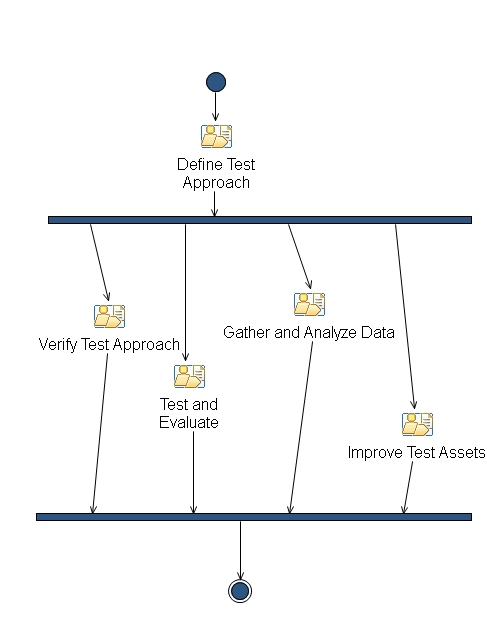 Define Test
Approach
Verify Test Approach
Gather and Analyze Data
Test and
Evaluate
Improve Test Assets